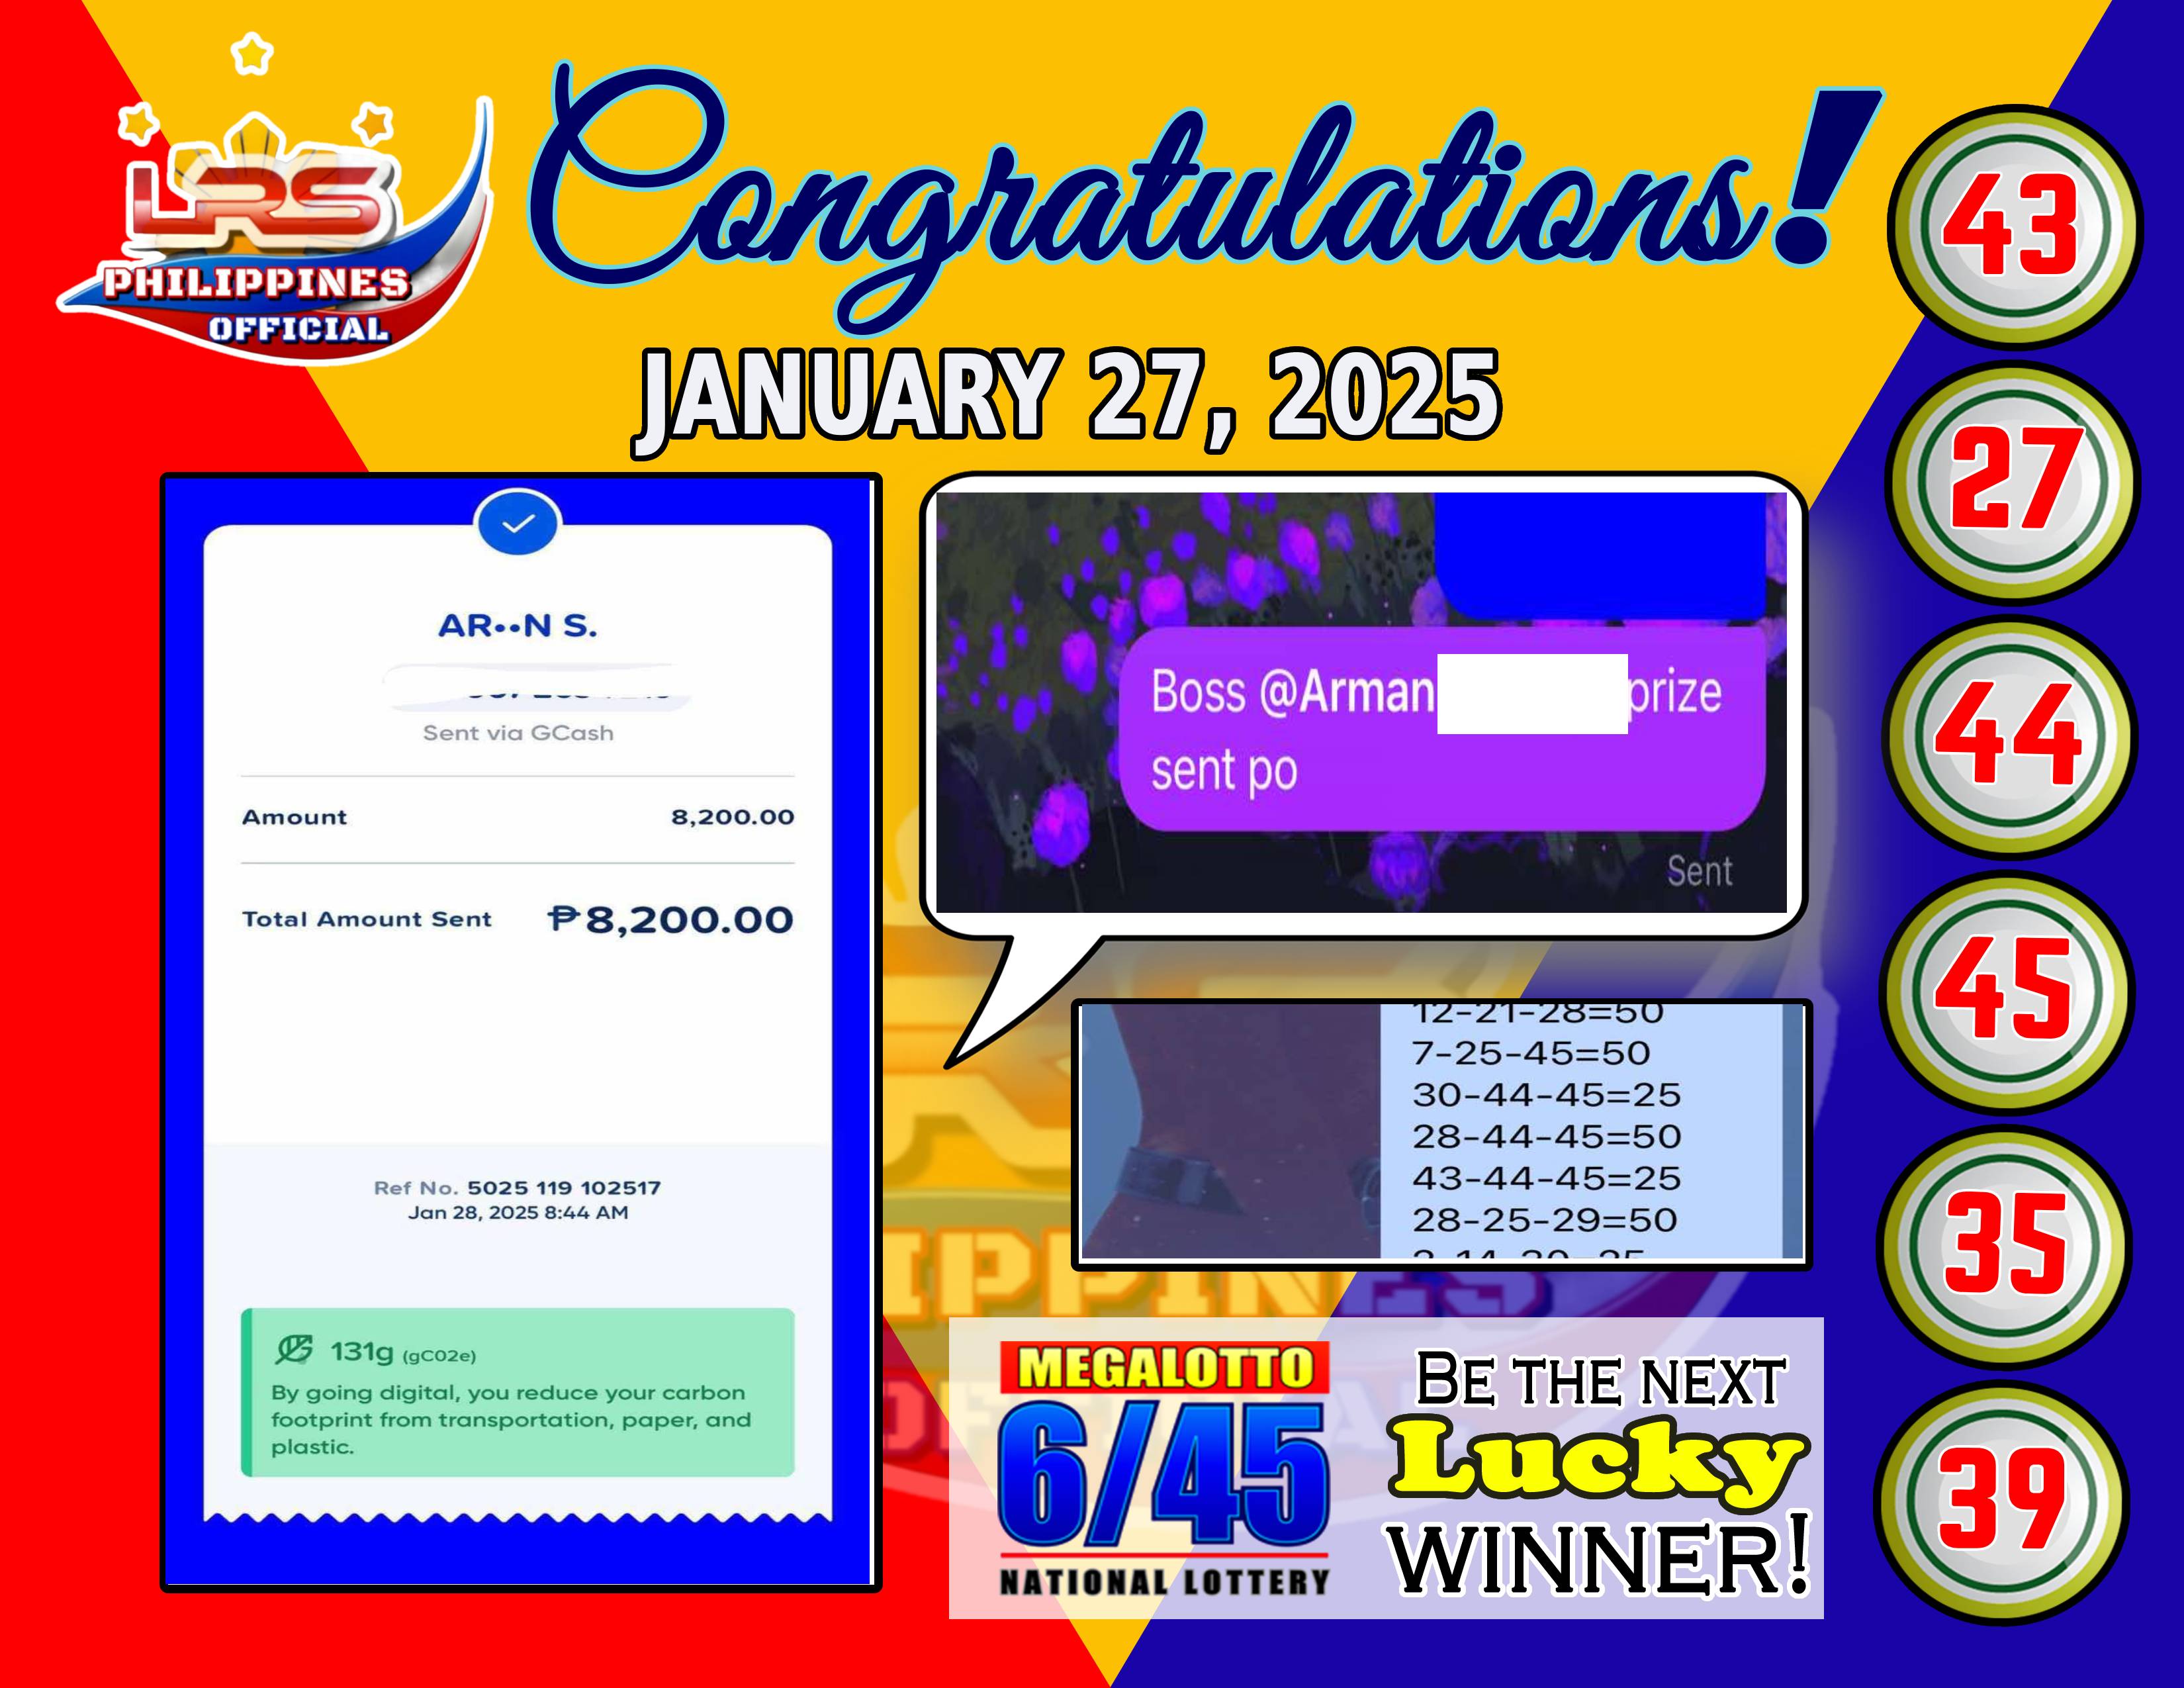 LRS
PHILIPPINES
OFFICIAL
Congratulations!
JANUARY 27, 2025
AR••N S.
Sent via GCash
Amount 8,200.00
Total Amount Sent ₱8,200.00
Ref No. 5025 119 102517
Jan 28, 2025 8:44 AM
131g (gCO2e)
By going digital, you reduce your carbon
footprint from transportation, paper, and
plastic.
Boss @Arman prize
sent po
Sent
12-21-28=50
7-25-45=50
30-44-45=25
28-44-45=50
43-44-45=25
28-25-29=50
MEGALOTTO
6/45
NATIONAL LOTTERY
BE THE NEXT
Lucky
WINNER!
43
27
44
45
35
39